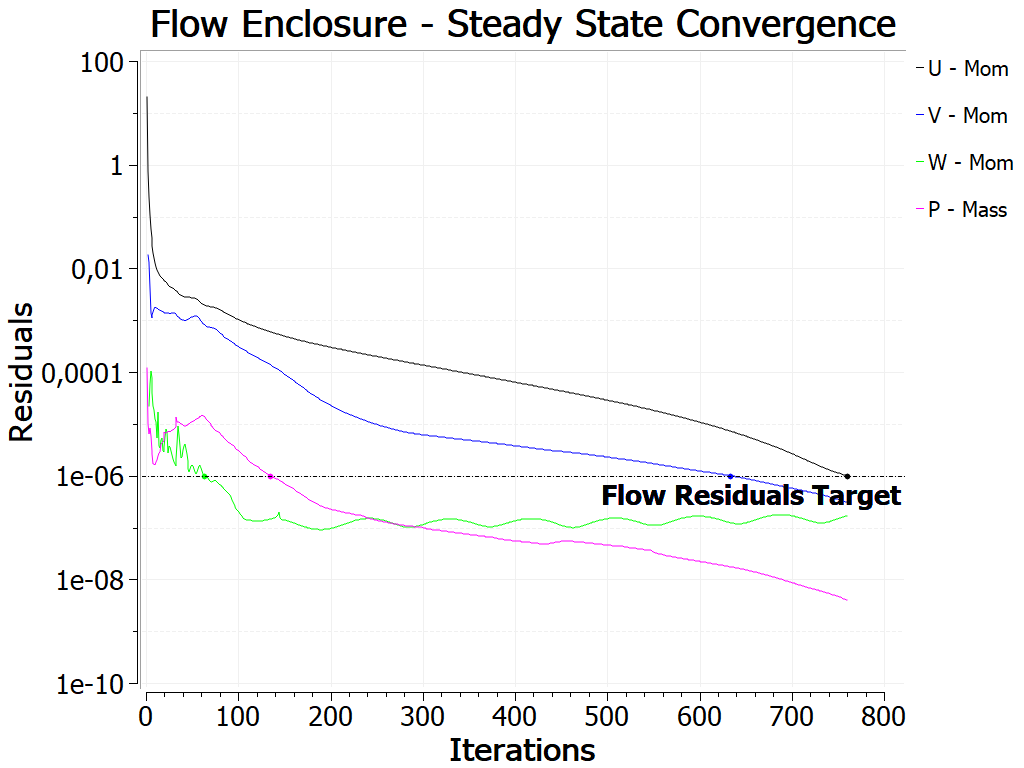 Flow Enclosure - Steady State Convergence
100
1
0,01
0,0001
1e-06
1e-08
1e-10
Residuals
0 100 200 300 400 500 600 700 800
Iterations
Flow Residuals Target
U - Mom
V - Mom
W - Mom
P - Mass